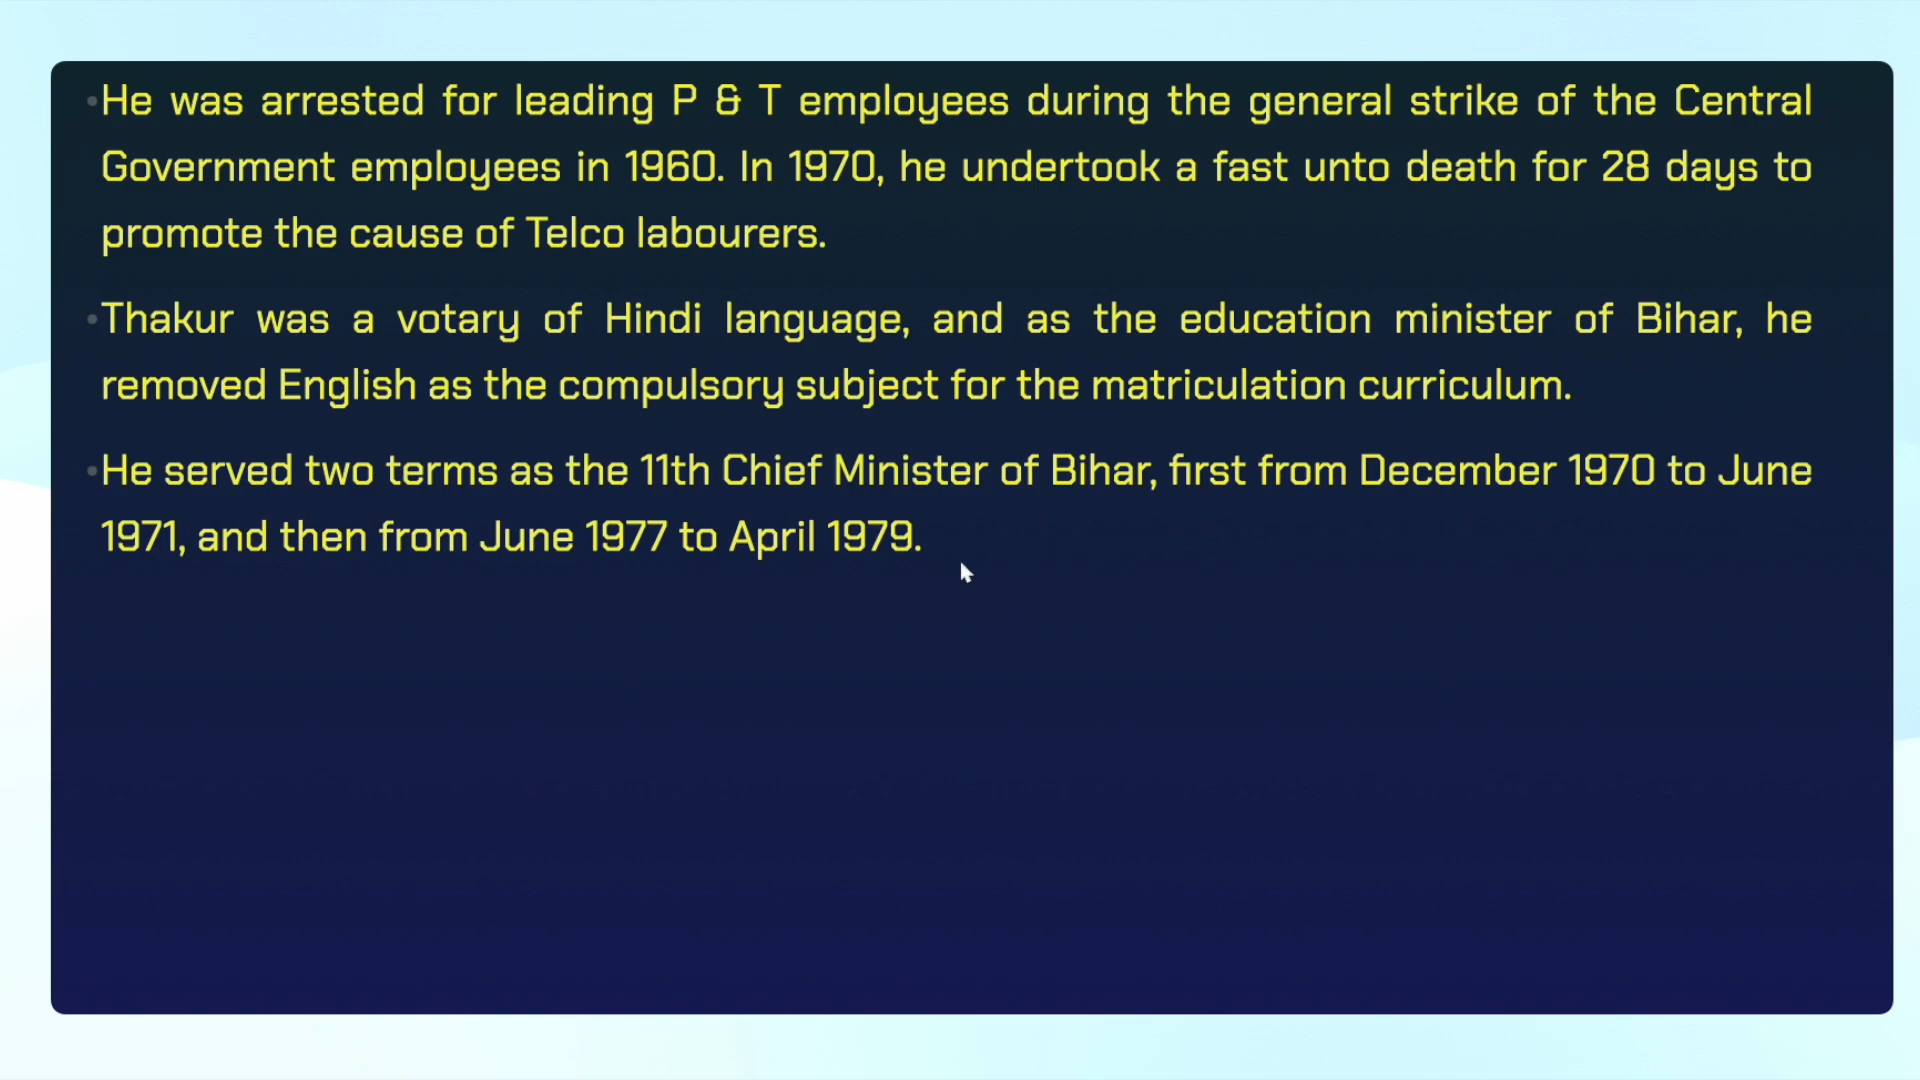 •He was arrested for leading P & T employees during the general strike of the Central
Government employees in 1960. In 1970, he undertook a fast unto death for 28 days to
promote the cause of Telco labourers.
•Thakur was a votary of Hindi language, and as the education minister of Bihar, he
removed English as the compulsory subject for the matriculation curriculum.
•He served two terms as the 11th Chief Minister of Bihar, first from December 1970 to June
1971, and then from June 1977 to April 1979.